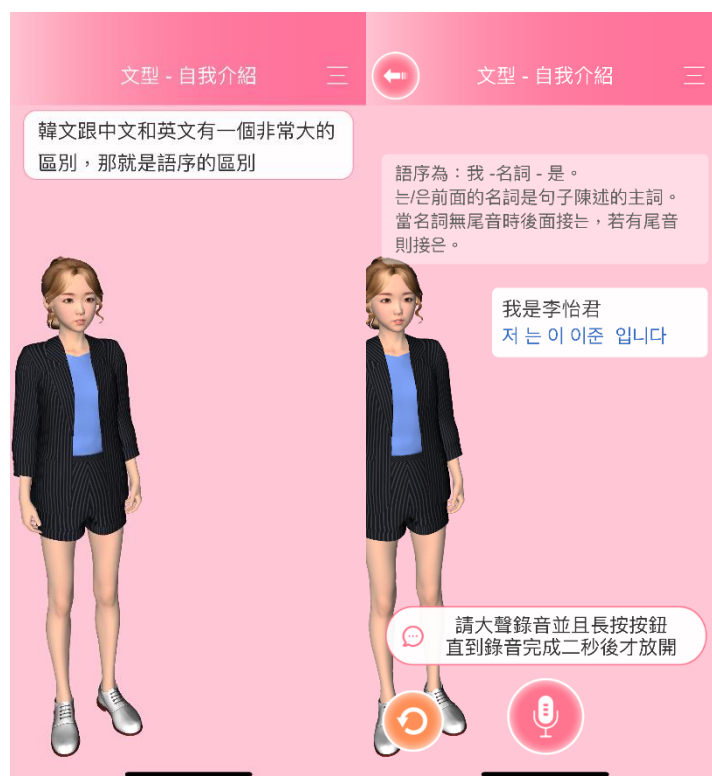 文型 - 自我介紹
韓文跟中文和英文有一個非常大的
區別，那就是語序的區別
文型 - 自我介紹
語序為：我 -名詞 - 是。
는/은前面的名詞是句子陳述的主詞。
當名詞無尾音時後面接는，若有尾音
則接은。
我是李怡君
저 는 이 이준 입니다
請大聲錄音並且長按按鈕
直到錄音完成二秒後才放開